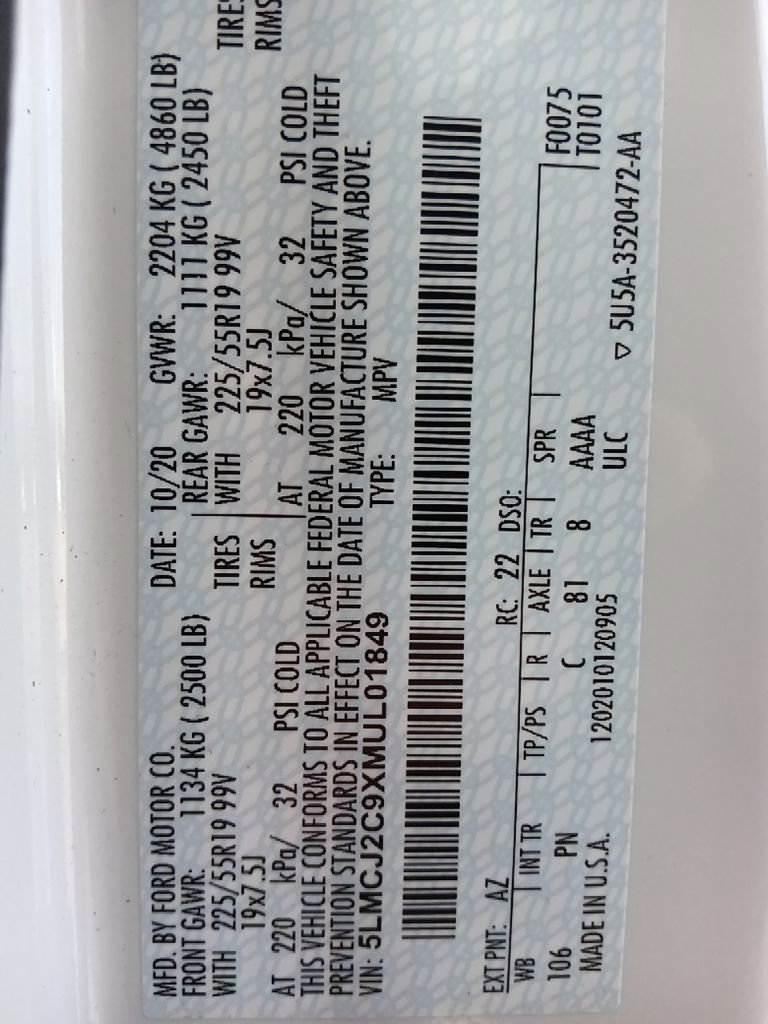 MFD. BY FORD MOTOR CO. DATE: 10/20 GVWR: 2204 KG ( 4860 LB)
FRONT GAWR: 1134 KG ( 2500 LB) REAR GAWR: 1111 KG ( 2450 LB)
WITH 225/55R19 99V TIRES WITH 225/55R19 99V TIRES
19x7.5J RIMS 19x7.5J RIMS
AT 220 kPa/ 32 PSI COLD AT 220 kPa/ 32 PSI COLD
THIS VEHICLE CONFORMS TO ALL APPLICABLE FEDERAL MOTOR VEHICLE SAFETY AND THEFT
PREVENTION STANDARDS IN EFFECT ON THE DATE OF MANUFACTURE SHOWN ABOVE.
VIN: 5LMCJ2C9XMUL01849 TYPE: MPV
EXT PNT: AZ RC: 22 DSO: F0075
WB INT TR TP/PS R AXLE TR SPR T0101
106 PN C 81 8 AAAA
MADE IN U.S.A. 1202010120905 ULC ▽ 5U5A-3520472-AA